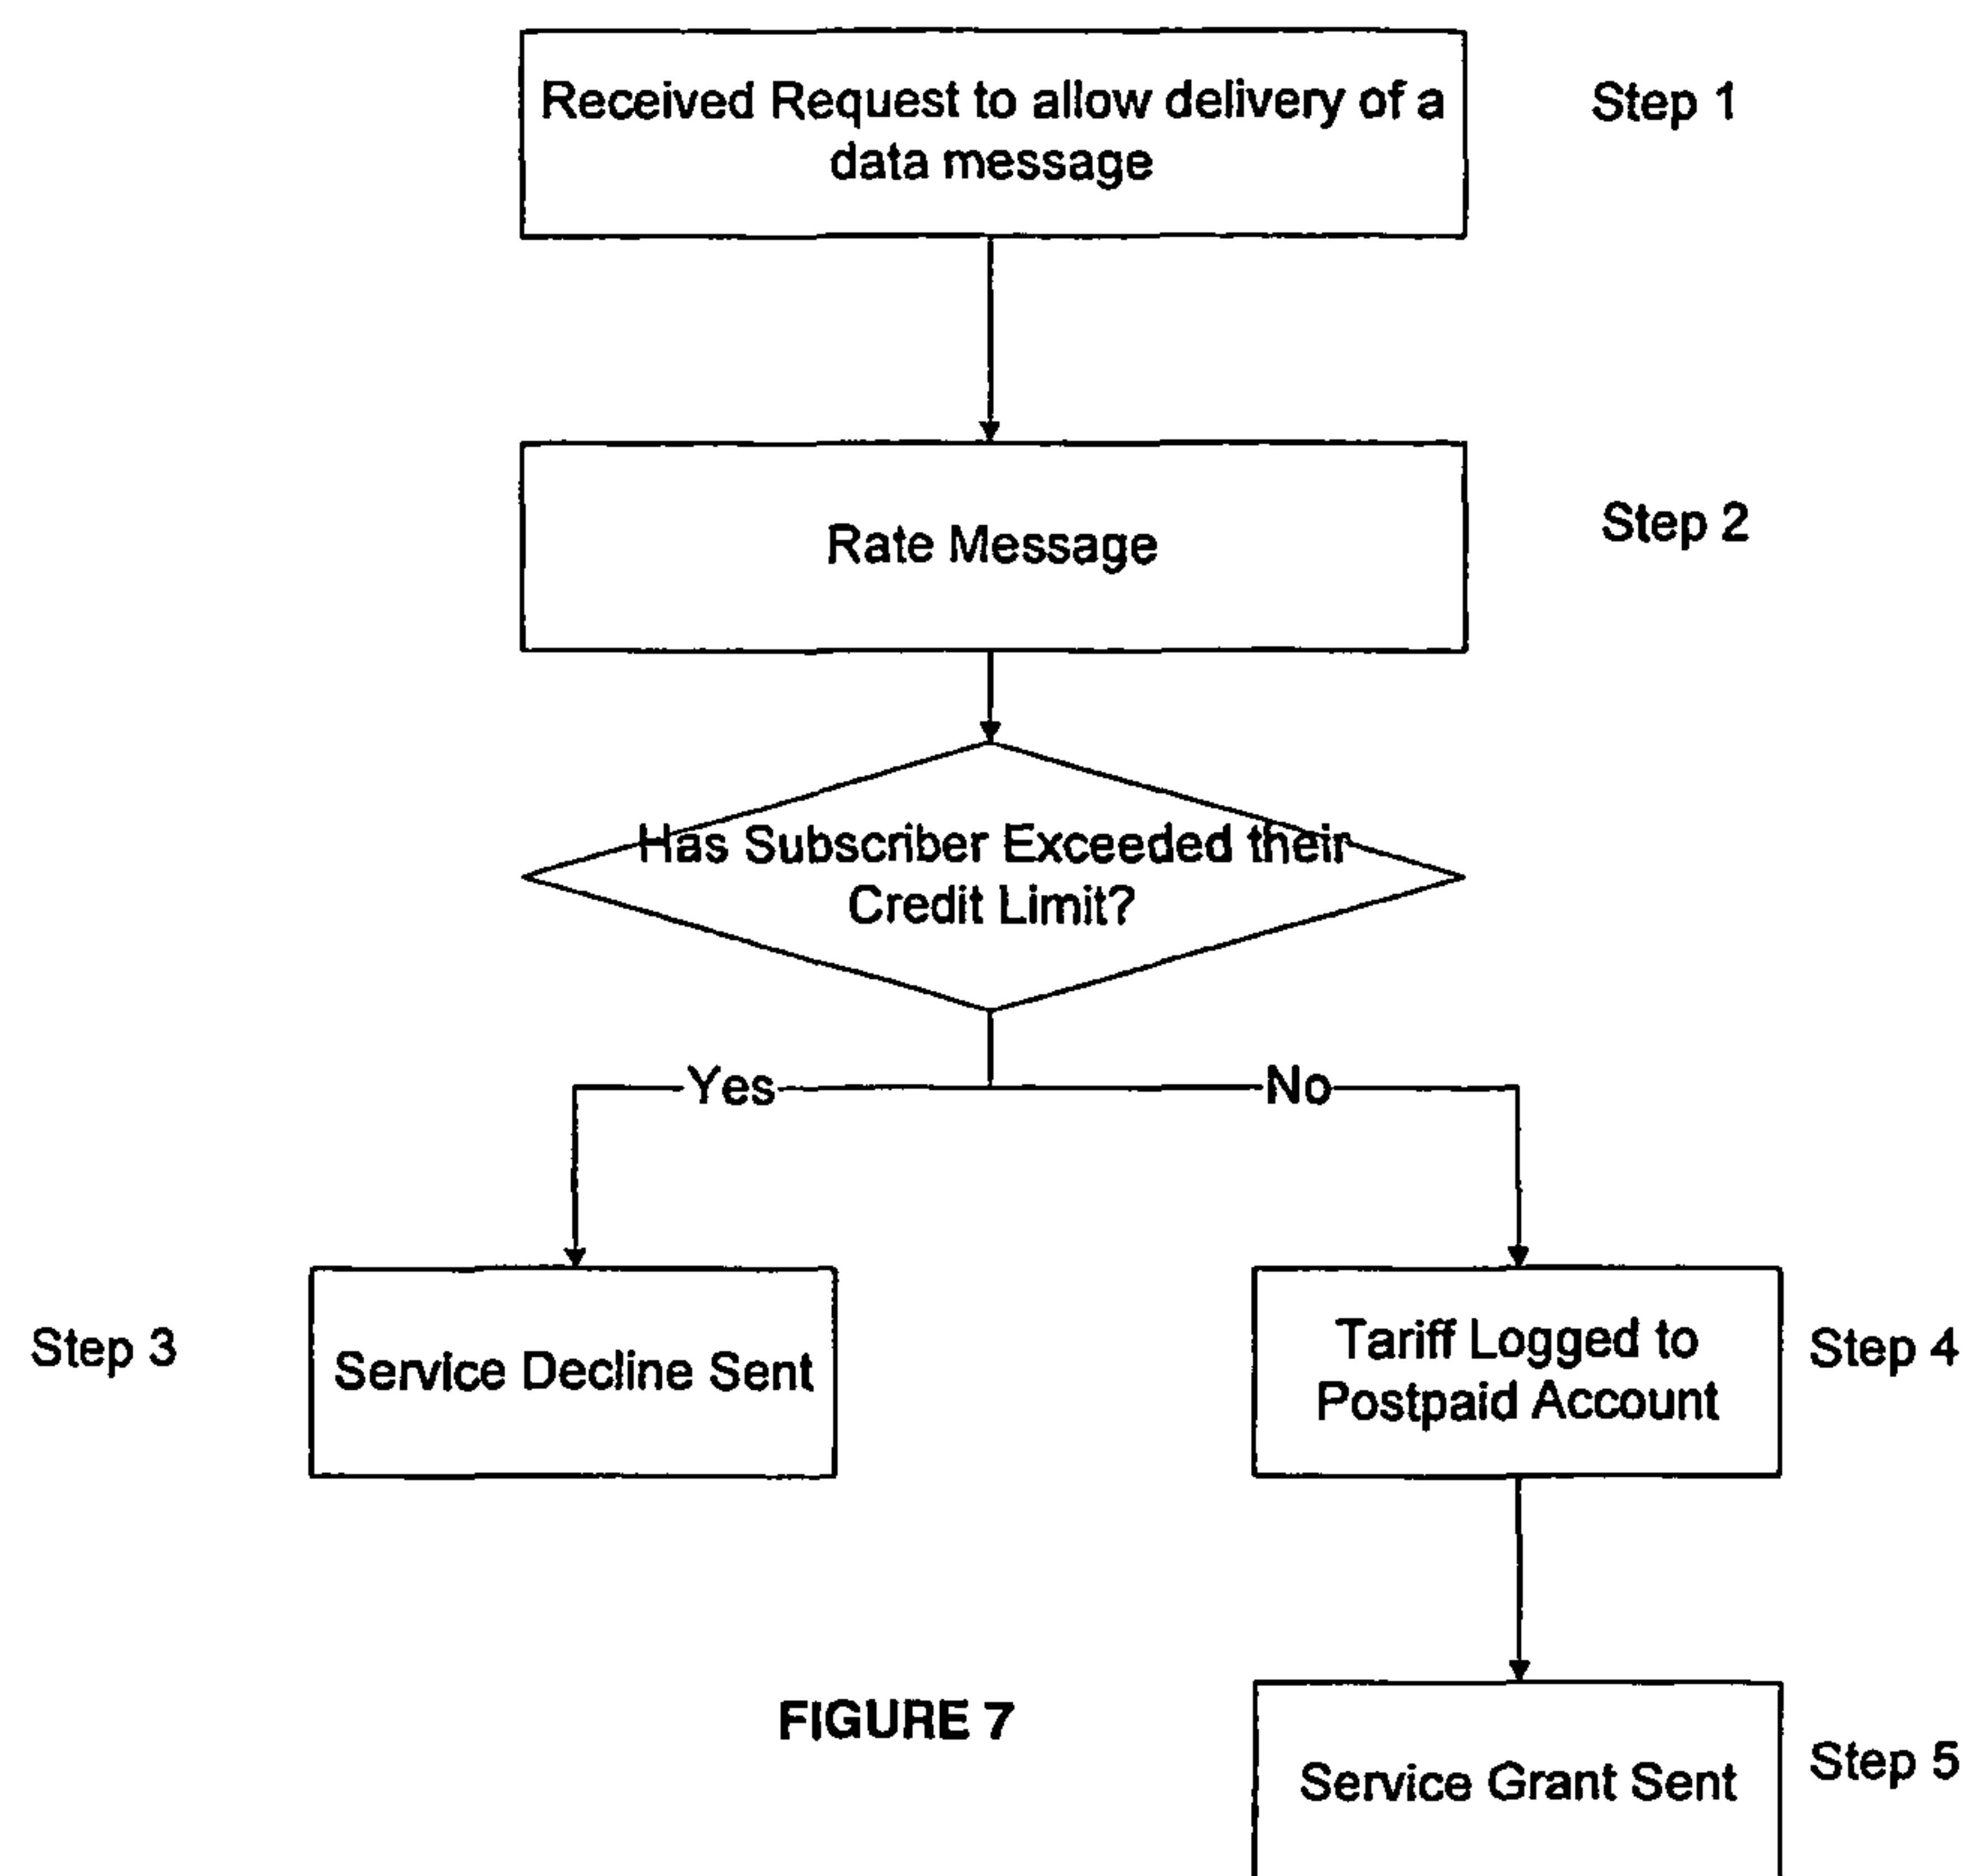 Received Request to allow delivery of a
data message
Step 1
Rate Message
Step 2
Has Subscriber Exceeded their
Credit Limit?
Yes
No
Step 3
Service Decline Sent
Tariff Logged to
Postpaid Account
Step 4
FIGURE 7
Service Grant Sent
Step 5